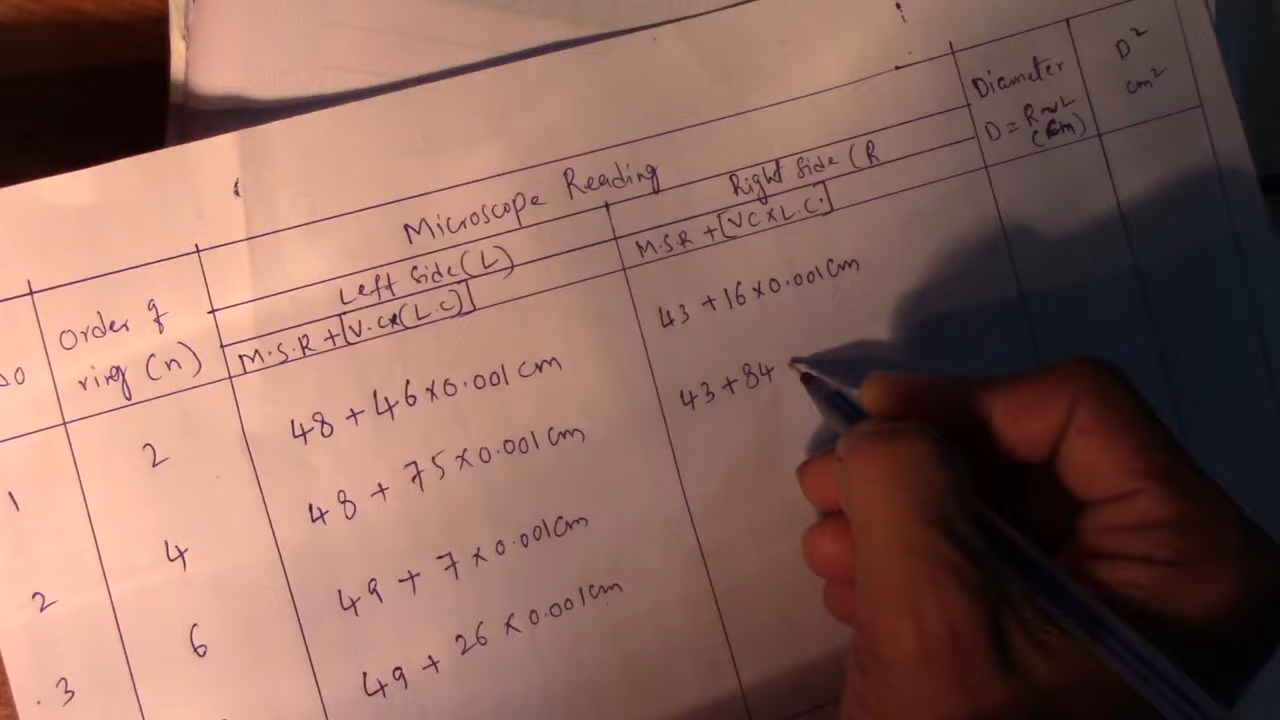 Microscope Reading
Diameter
D = R~L
(cm)
D²
cm²
Order of
ring (n)
Left Side (L)
Right Side (R
M.S.R + [V.C x (L.C)]
M.S.R + [VC x L.C.]
1
2
48 + 46 x 0.001 cm
43 + 16 x 0.001 cm
2
4
48 + 75 x 0.001 cm
43 + 84
3
6
49 + 7 x 0.001 cm
49 + 26 x 0.001 cm